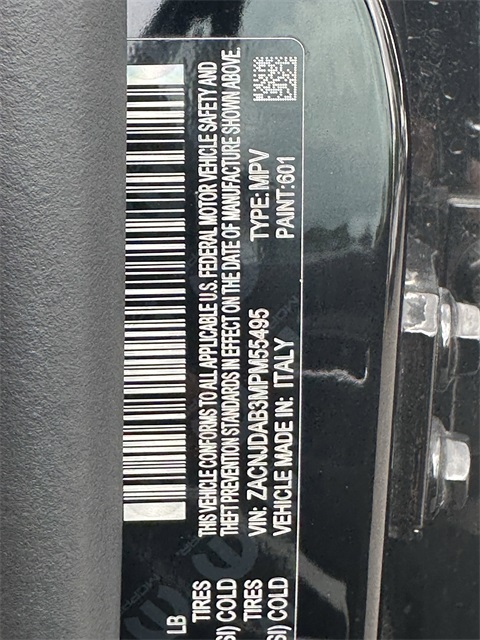 LB
TIRES
SI) COLD
TIRES
SI) COLD
THIS VEHICLE CONFORMS TO ALL APPLICABLE U.S. FEDERAL MOTOR VEHICLE SAFETY AND
THEFT PREVENTION STANDARDS IN EFFECT ON THE DATE OF MANUFACTURE SHOWN ABOVE.
VIN: ZACNJDAB3MPM55495 TYPE: MPV
VEHICLE MADE IN: ITALY PAINT:601